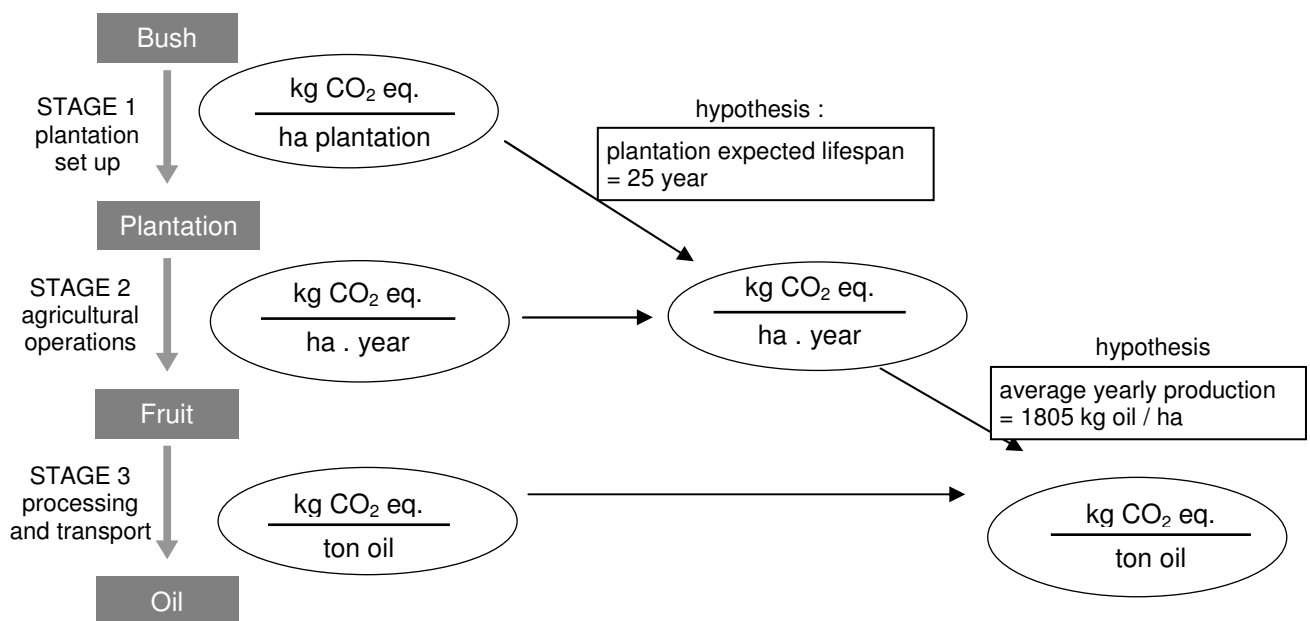 Bush
STAGE 1
plantation
set up
kg CO₂ eq.
ha plantation
hypothesis :
plantation expected lifespan
= 25 year
Plantation
STAGE 2
agricultural
operations
kg CO₂ eq.
ha . year
kg CO₂ eq.
ha . year
hypothesis
average yearly production
= 1805 kg oil / ha
Fruit
STAGE 3
processing
and transport
kg CO₂ eq.
ton oil
kg CO₂ eq.
ton oil
Oil